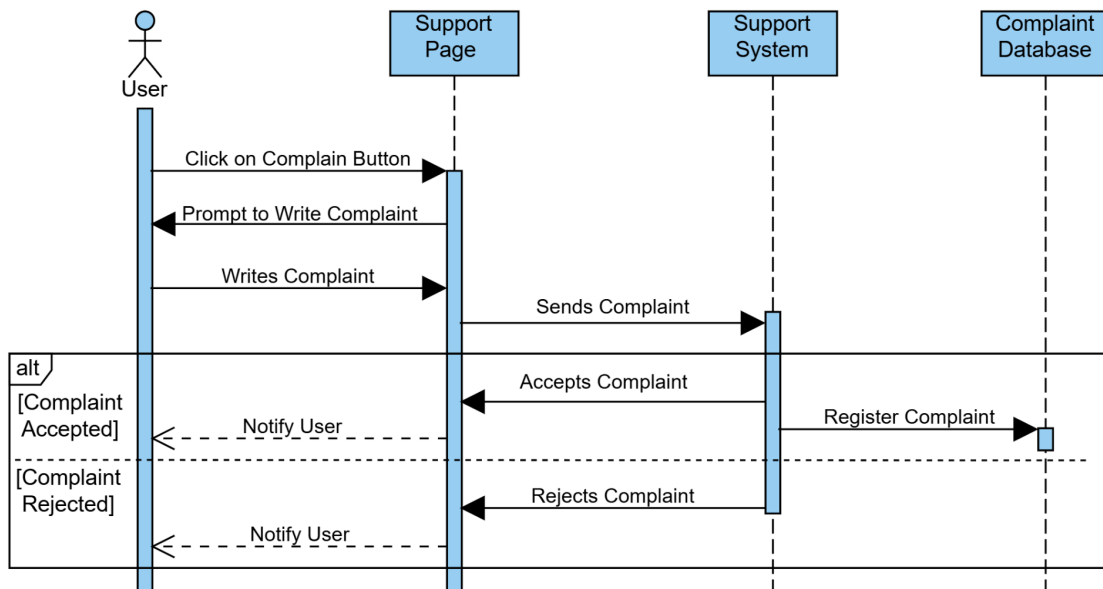 Support
Page
Support
System
Complaint
Database
User
Click on Complain Button
Prompt to Write Complaint
Writes Complaint
Sends Complaint
alt
[Complaint
Accepted]
Accepts Complaint
Register Complaint
Notify User
[Complaint
Rejected]
Rejects Complaint
Notify User